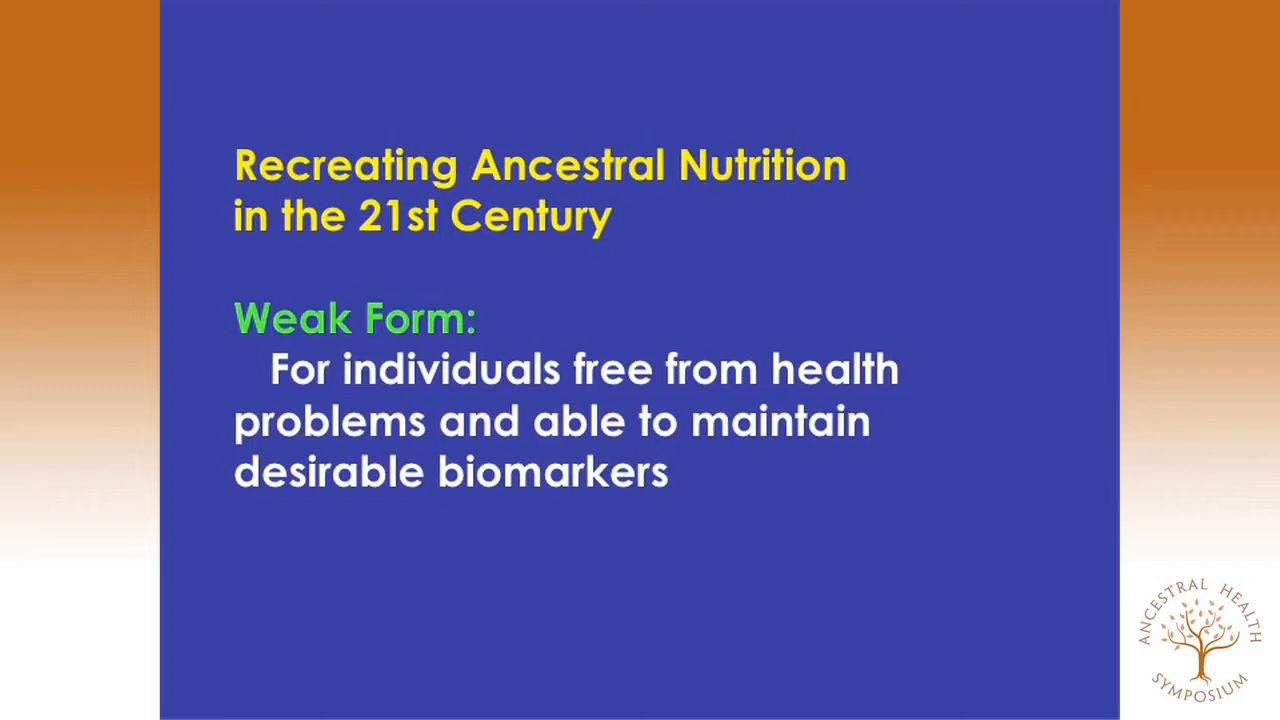 Recreating Ancestral Nutrition
in the 21st Century
Weak Form:
For individuals free from health
problems and able to maintain
desirable biomarkers
ANCESTRAL HEALTH
SYMPOSIUM